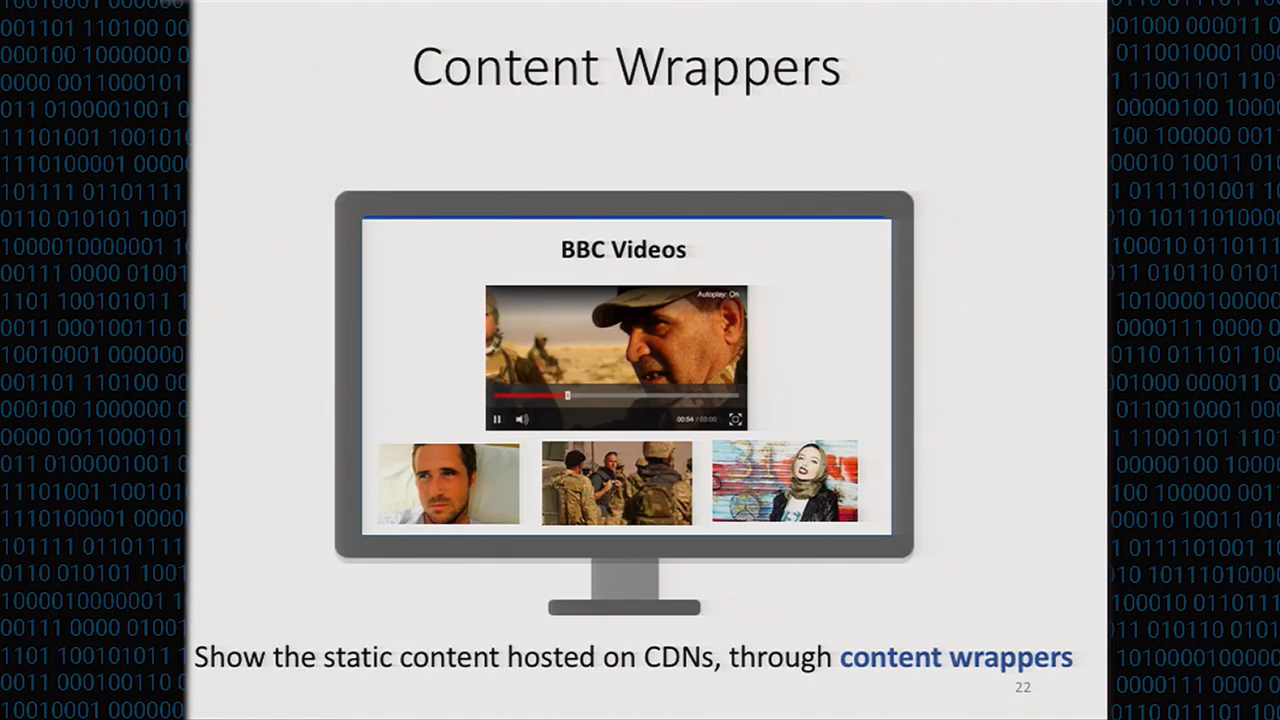 Content Wrappers
BBC Videos
Autoplay: On
00:54 / 03:00
Show the static content hosted on CDNs, through content wrappers
22